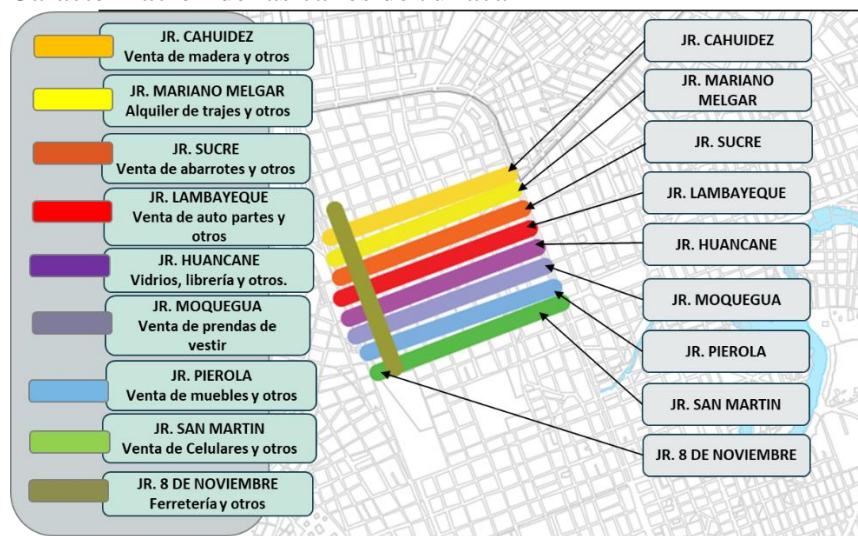 JR. CAHUIDEZ
Venta de madera y otros
JR. MARIANO MELGAR
Alquiler de trajes y otros
JR. SUCRE
Venta de abarrotes y otros
JR. LAMBAYEQUE
Venta de auto partes y
otros
JR. HUANCANE
Vidrios, librería y otros.
JR. MOQUEGUA
Venta de prendas de
vestir
JR. PIEROLA
Venta de muebles y otros
JR. SAN MARTIN
Venta de Celulares y otros
JR. 8 DE NOVIEMBRE
Ferretería y otros
JR. CAHUIDEZ
JR. MARIANO
MELGAR
JR. SUCRE
JR. LAMBAYEQUE
JR. HUANCANE
JR. MOQUEGUA
JR. PIEROLA
JR. SAN MARTIN
JR. 8 DE NOVIEMBRE